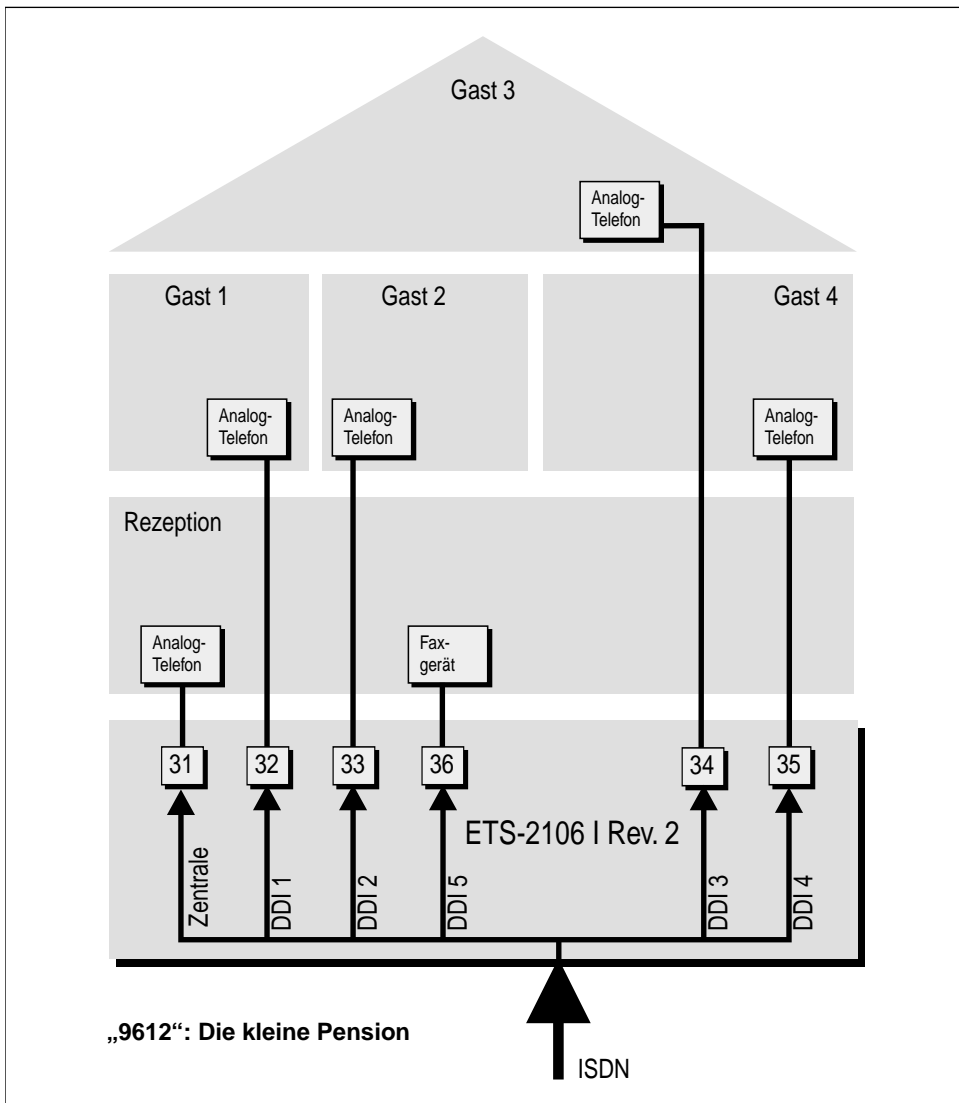 Gast 3
Analog-
Telefon
Gast 1
Gast 2
Gast 4
Analog-
Telefon
Analog-
Telefon
Analog-
Telefon
Rezeption
Analog-
Telefon
Fax-
gerät
31
32
33
36
34
35
ETS-2106 I Rev. 2
Zentrale
DDI 1
DDI 2
DDI 5
DDI 3
DDI 4
„9612“: Die kleine Pension
ISDN